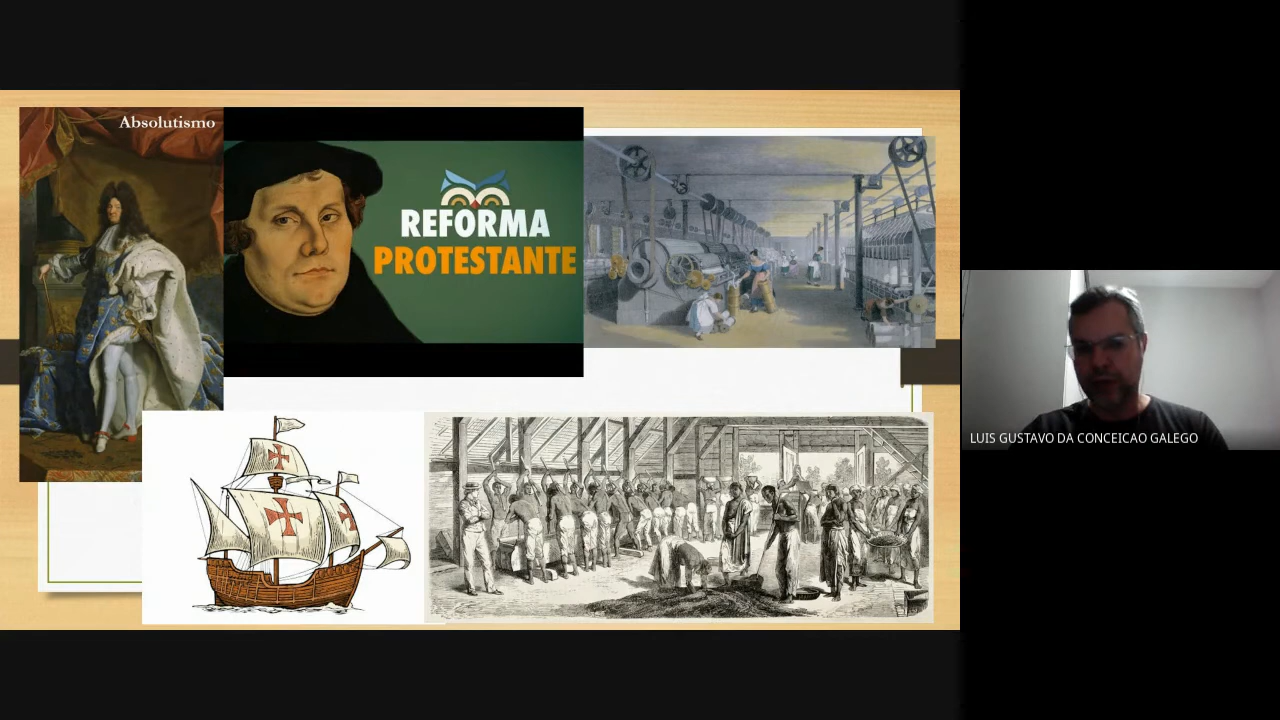 Absolutismo
REFORMA
PROTESTANTE
LUIS GUSTAVO DA CONCEICAO GALEGO